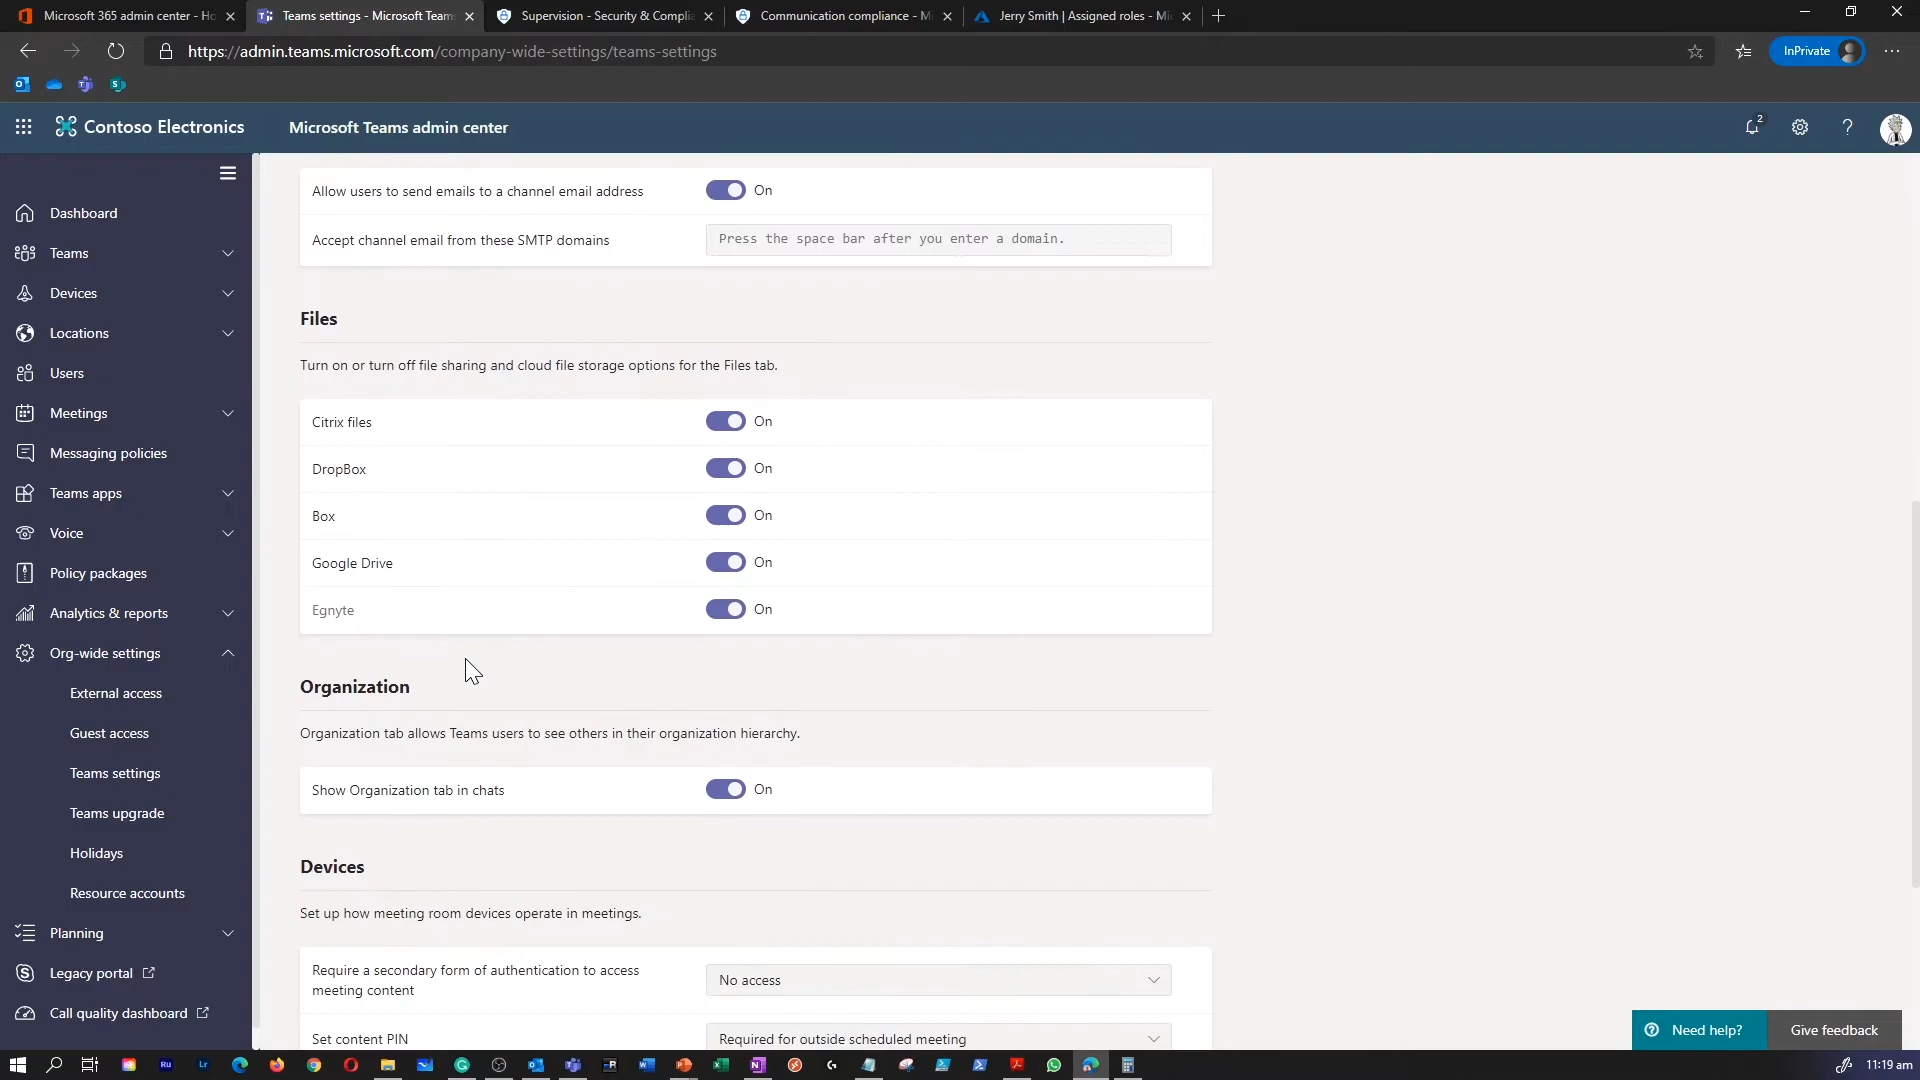 Microsoft 365 admin center - Ho
Teams settings - Microsoft Teams
Supervision - Security & Complia
Communication compliance - Mi
Jerry Smith | Assigned roles - Mic
https://admin.teams.microsoft.com/company-wide-settings/teams-settings
InPrivate
Contoso Electronics
Microsoft Teams admin center
2
Dashboard
Teams
Devices
Locations
Users
Meetings
Messaging policies
Teams apps
Voice
Policy packages
Analytics & reports
Org-wide settings
External access
Guest access
Teams settings
Teams upgrade
Holidays
Resource accounts
Planning
Legacy portal
Call quality dashboard
Allow users to send emails to a channel email address
On
Accept channel email from these SMTP domains
Press the space bar after you enter a domain.
Files
Turn on or turn off file sharing and cloud file storage options for the Files tab.
Citrix files
On
DropBox
On
Box
On
Google Drive
On
Egnyte
On
Organization
Organization tab allows Teams users to see others in their organization hierarchy.
Show Organization tab in chats
On
Devices
Set up how meeting room devices operate in meetings.
Require a secondary form of authentication to access
meeting content
No access
Set content PIN
Required for outside scheduled meeting
Need help?
Give feedback
11:19 am